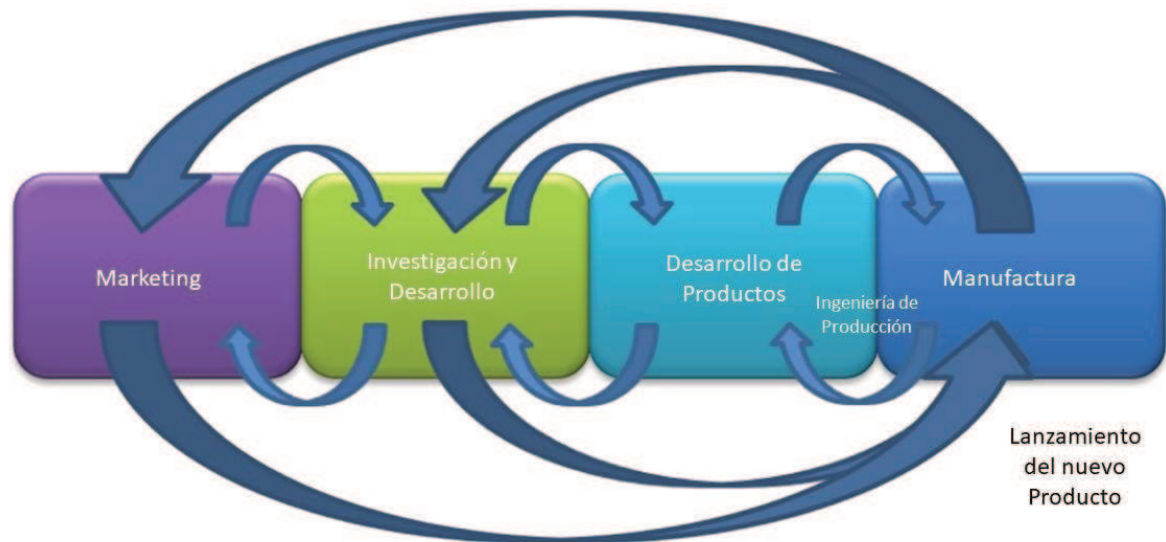 Marketing
Investigación y
Desarrollo
Desarrollo de
Productos
Ingeniería de
Producción
Manufactura
Lanzamiento
del nuevo
Producto